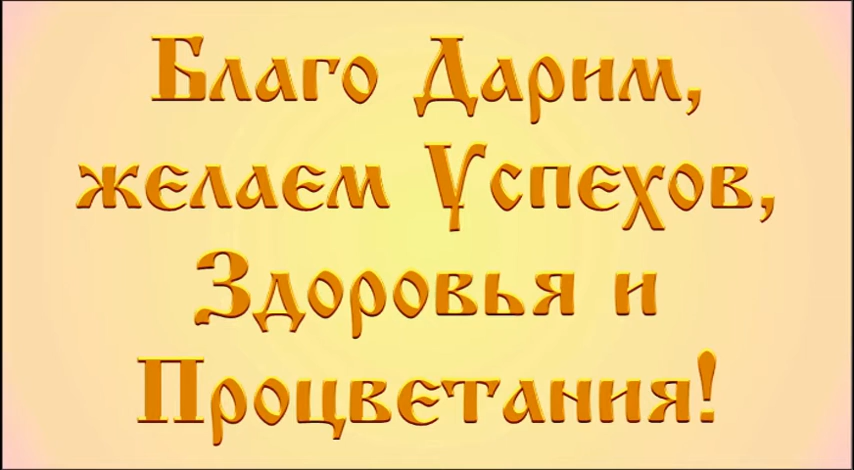 Благо Дарим,
желаем Успехов,
Здоровья и
Процветания!